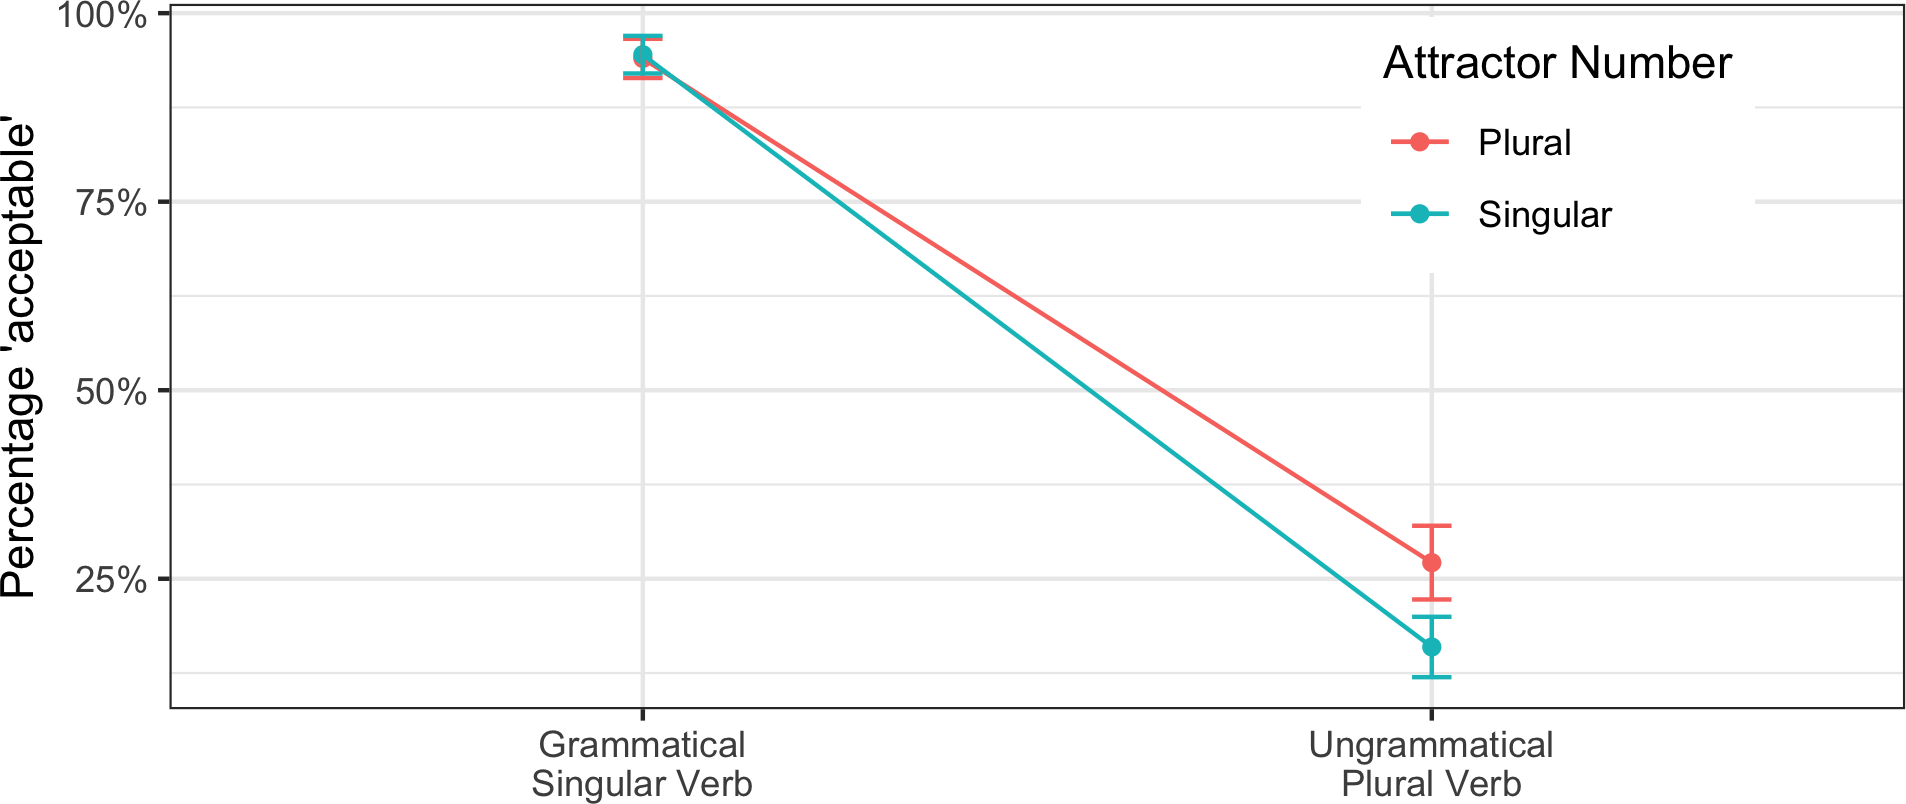 Percentage 'acceptable'
100%
75%
50%
25%
Attractor Number
Plural
Singular
Grammatical
Singular Verb
Ungrammatical
Plural Verb